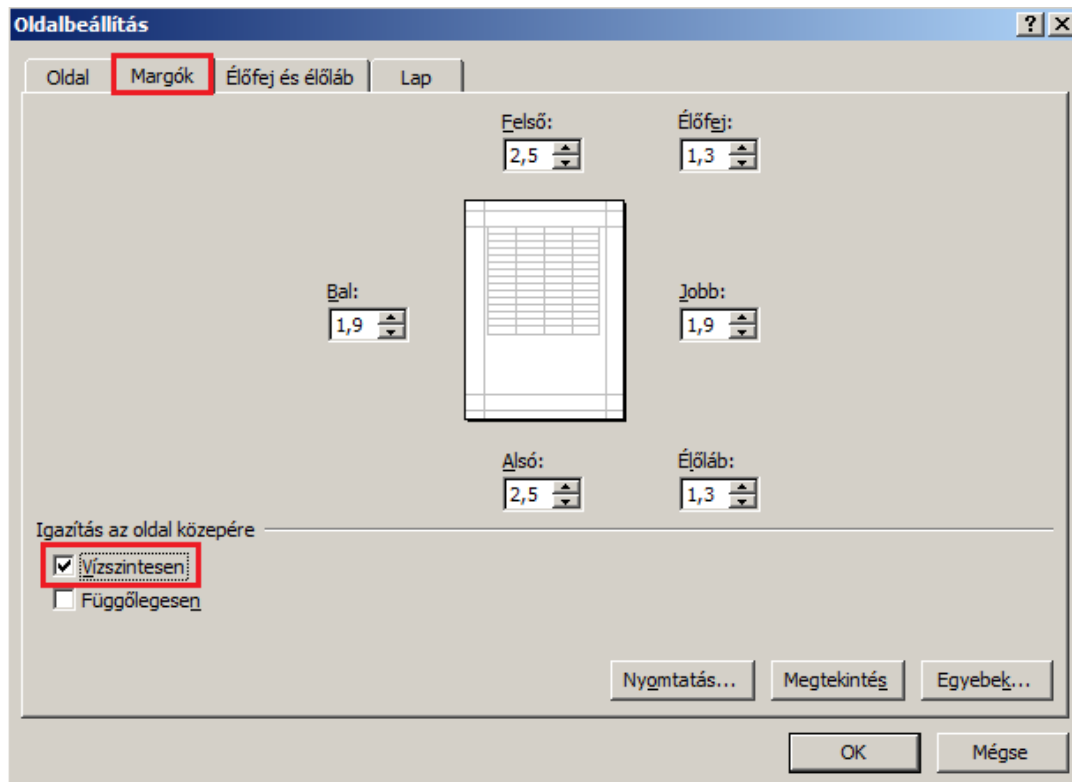 Oldalbeállítás
Oldal Margók Élőfej és élőláb Lap
Felső: Élőfej:
2,5 1,3
Bal: Jobb:
1,9 1,9
Alsó: Élőláb:
2,5 1,3
Igazítás az oldal közepére
Vízszintesen
Függőlegesen
Nyomtatás... Megtekintés Egyebek...
OK Mégse